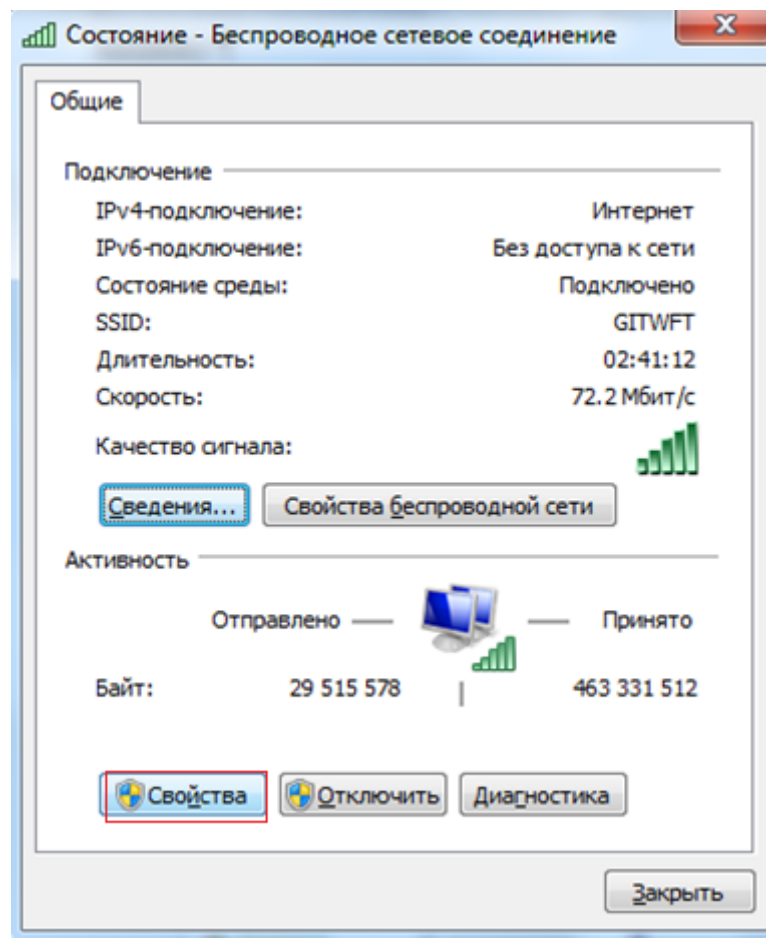 Состояние - Беспроводное сетевое соединение
Общие
Подключение
IPv4-подключение: Интернет
IPv6-подключение: Без доступа к сети
Состояние среды: Подключено
SSID: GITWFT
Длительность: 02:41:12
Скорость: 72.2 Мбит/с
Качество сигнала:
Сведения... Свойства беспроводной сети
Активность
Отправлено — — Принято
Байт: 29 515 578 | 463 331 512
Свойства Отключить Диагностика
Закрыть